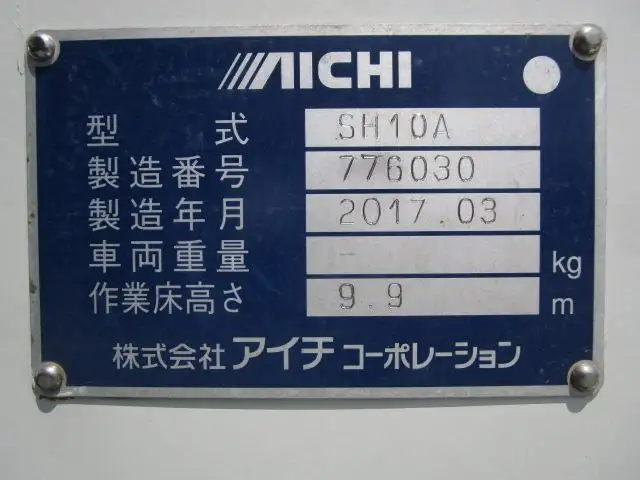 AICHI
型式 SH10A
製造番号 776030
製造年月 2017.03
車両重量 - kg
作業床高さ 9.9 m
株式会社 アイチ コーポレーション